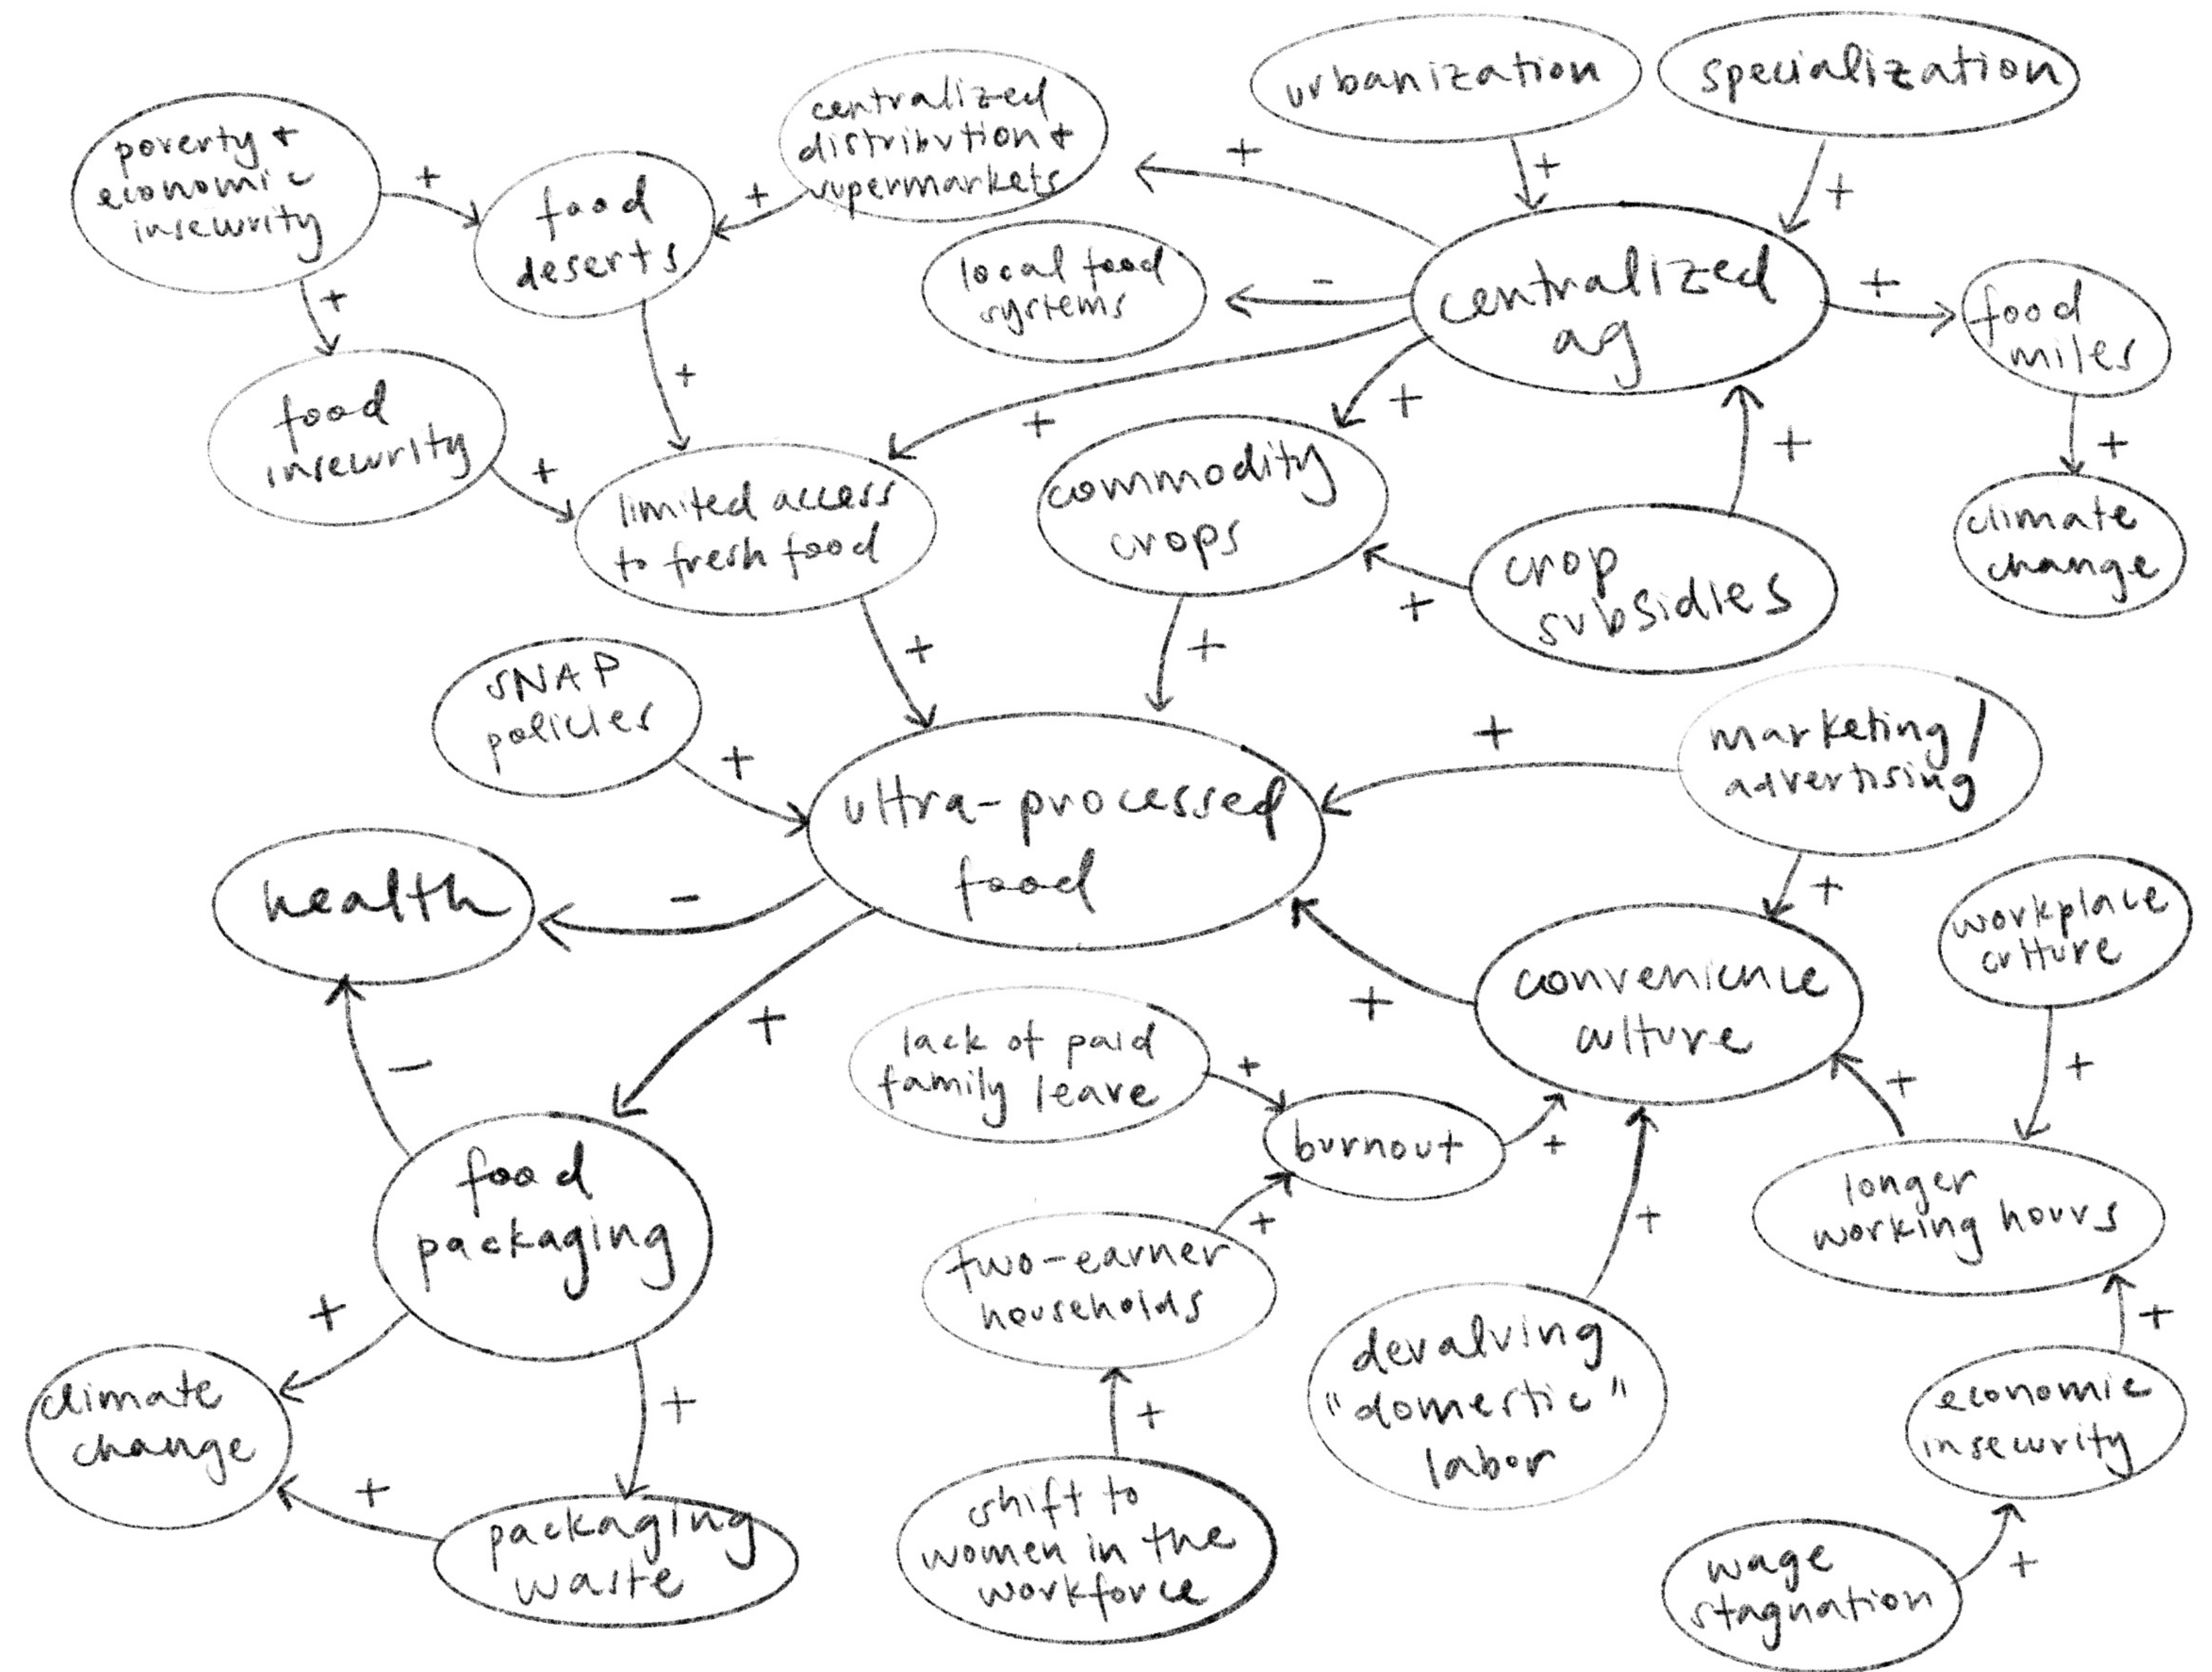 urbanization
specialization
centralized
distribution +
supermarkets
poverty +
economic
insecurity
+
+
+
+
+
food
deserts
local food
systems
-
centralized
ag
+
food
miles
+
food
insecurity
+
+
+
+
+
+
limited access
to fresh food
commodity
crops
+
crop
subsidies
climate
change
+
+
SNAP
policies
+
+
marketing/
advertising
ultra-processed
food
health
-
+
workplace
culture
+
-
+
convenience
culture
lack of paid
family leave
+
burnout
+
+
+
food
packaging
longer
working hours
two-earner
households
+
+
+
+
devaluing
"domestic"
labor
+
economic
insecurity
climate
change
+
+
+
packaging
waste
shift to
women in the
workforce
wage
stagnation
+